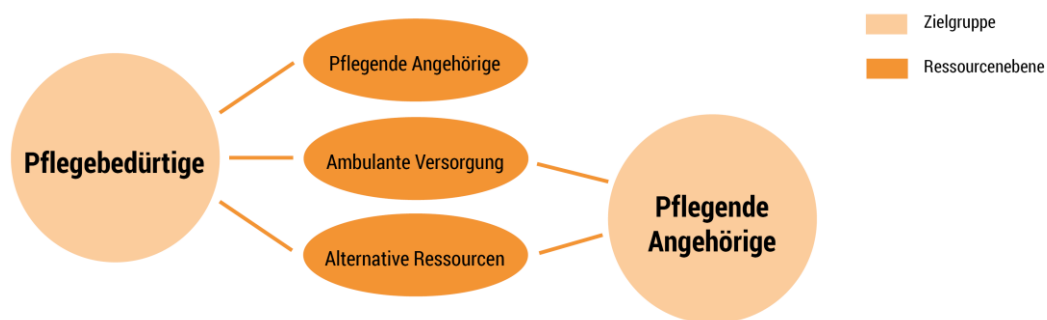 Zielgruppe
Ressourcenebene
Pflegende Angehörige
Pflegebedürtige
Ambulante Versorgung
Pflegende
Angehörige
Alternative Ressourcen